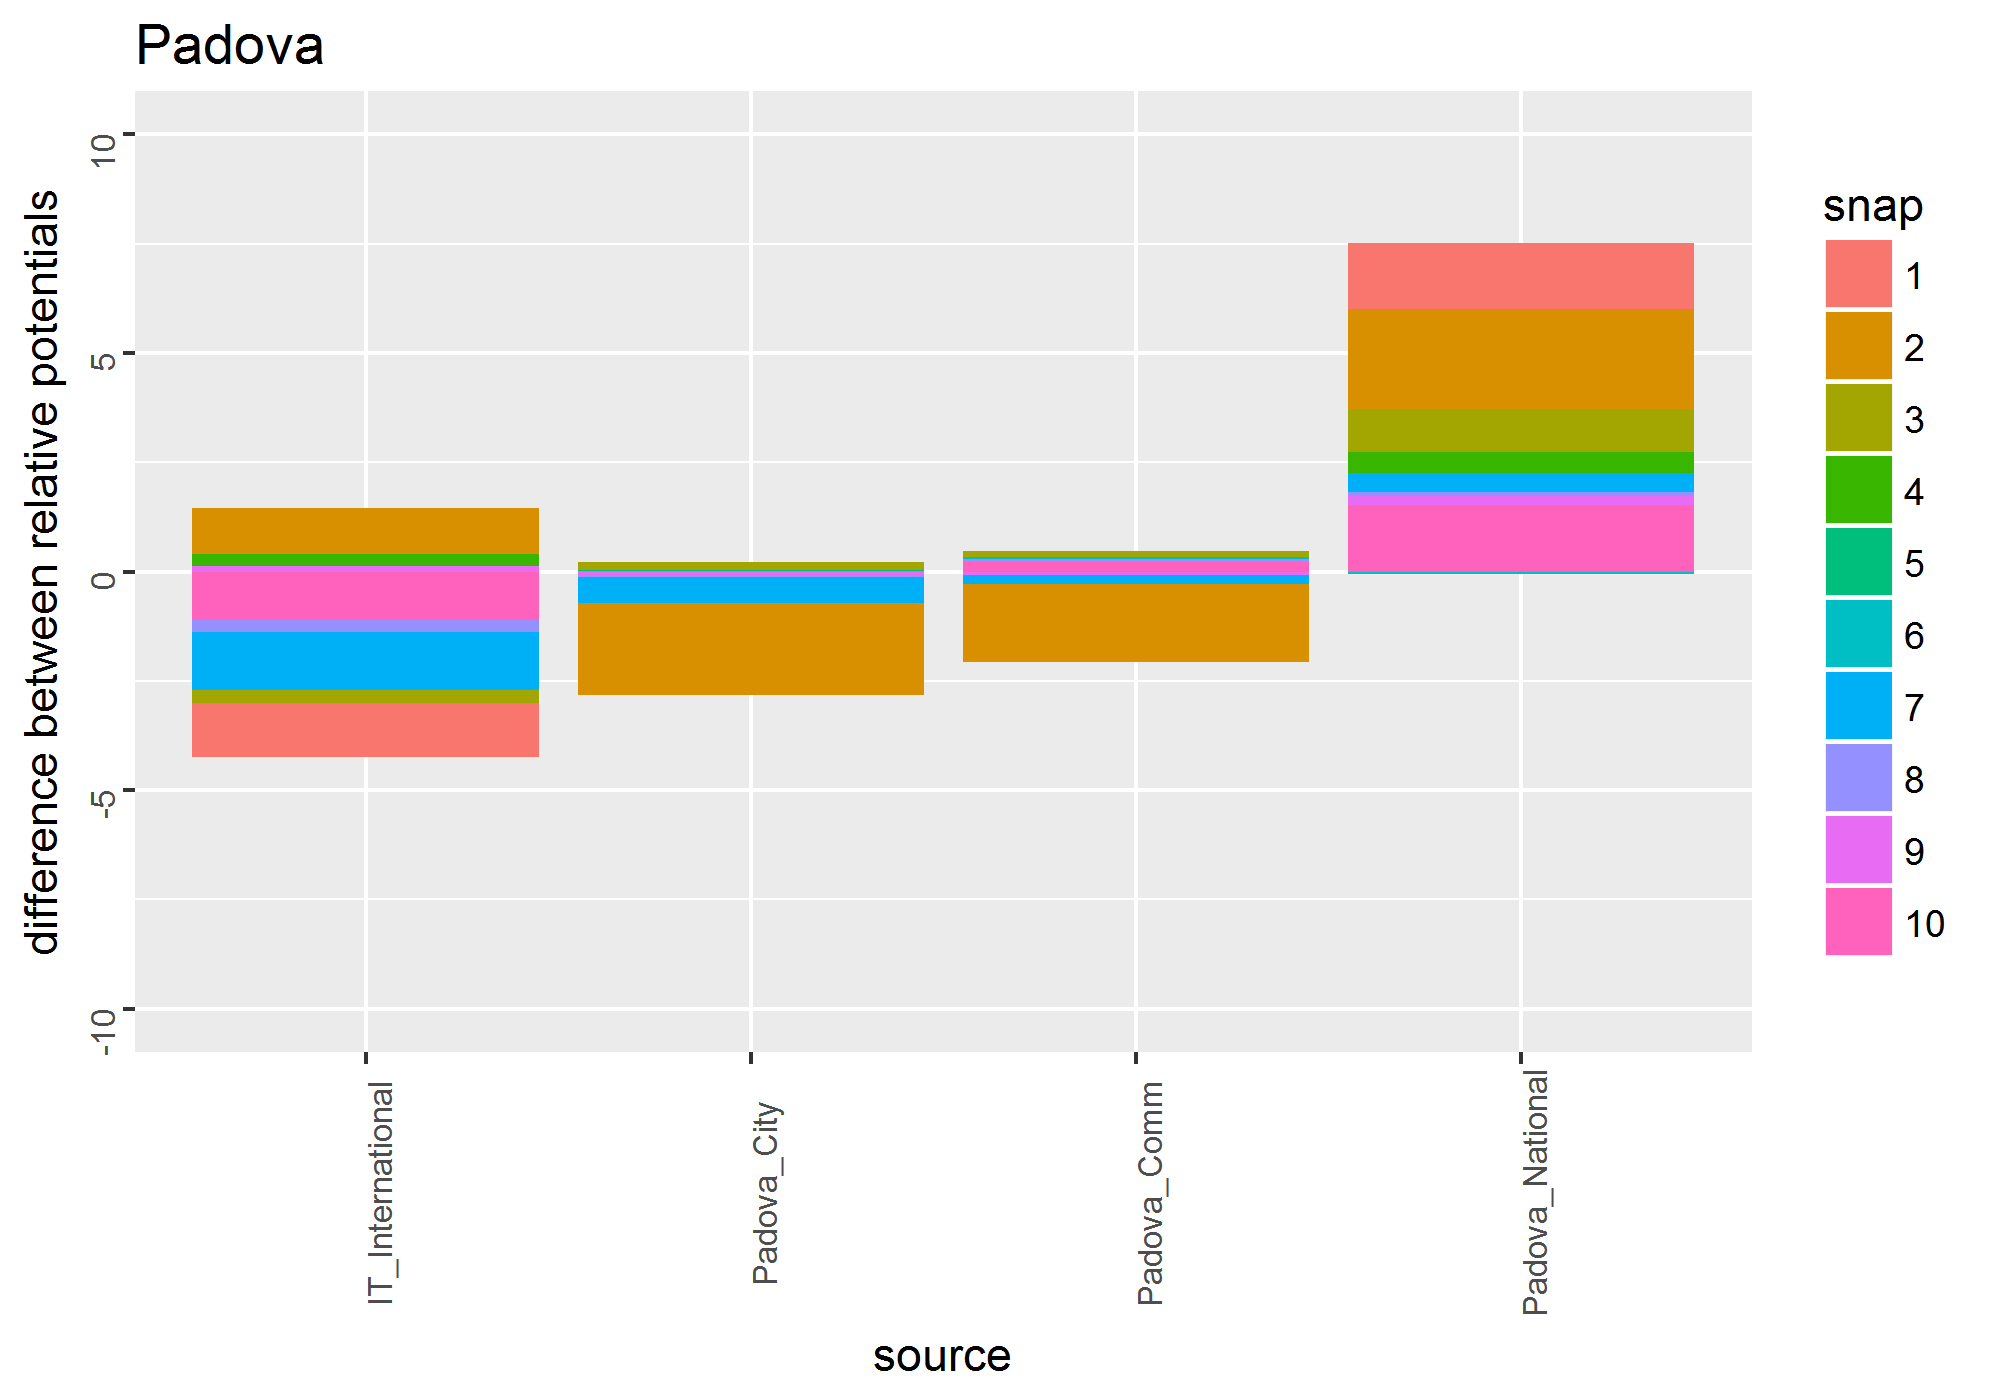 Padova
difference between relative potentials
10
5
0
-5
-10
IT_International
Padova_City
Padova_Comm
Padova_National
source
snap
1
2
3
4
5
6
7
8
9
10